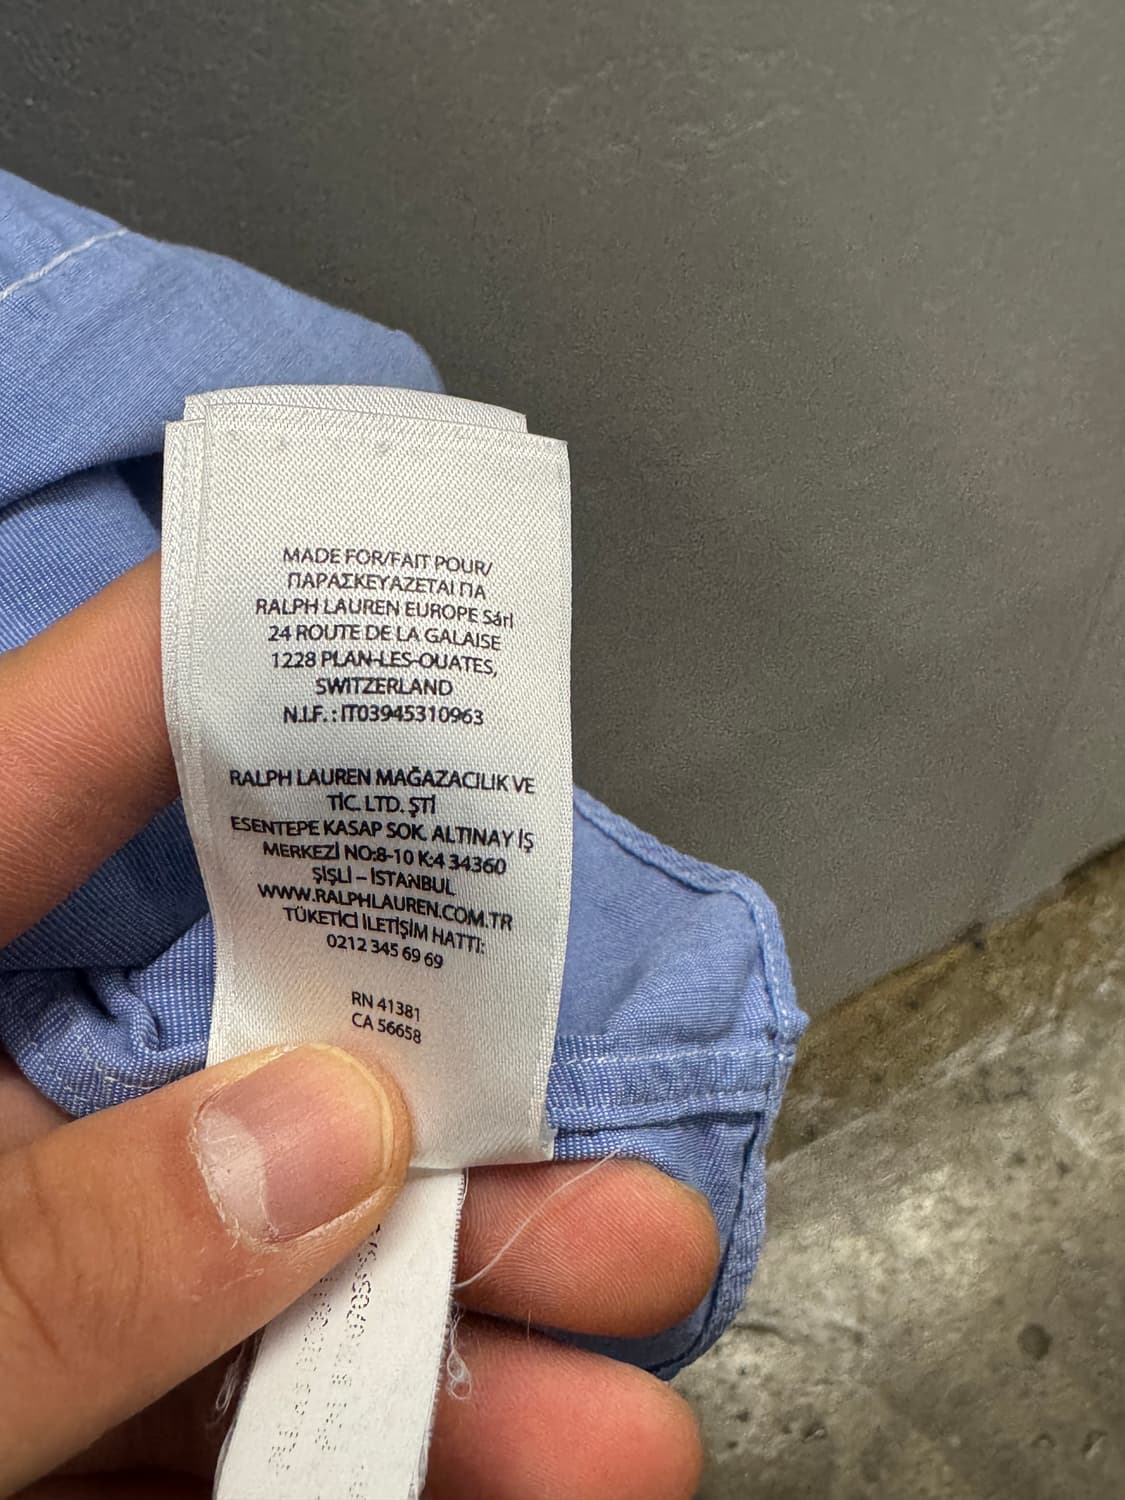 MADE FOR/FAIT POUR/
ΠΑΡΑΣΚΕΥΑΖΕΤΑΙ ΓΙΑ
RALPH LAUREN EUROPE Sárl
24 ROUTE DE LA GALAISE
1228 PLAN-LES-OUATES,
SWITZERLAND
N.I.F. : IT03945310963
RALPH LAUREN MAĞAZACILIK VE
TİC. LTD. ŞTİ
ESENTEPE KASAP SOK. ALTINAY İŞ
MERKEZİ NO:8-10 K:4 34360
ŞİŞLİ – İSTANBUL
WWW.RALPHLAUREN.COM.TR
TÜKETİCİ İLETİŞİM HATTI:
0212 345 69 69
RN 41381
CA 56658